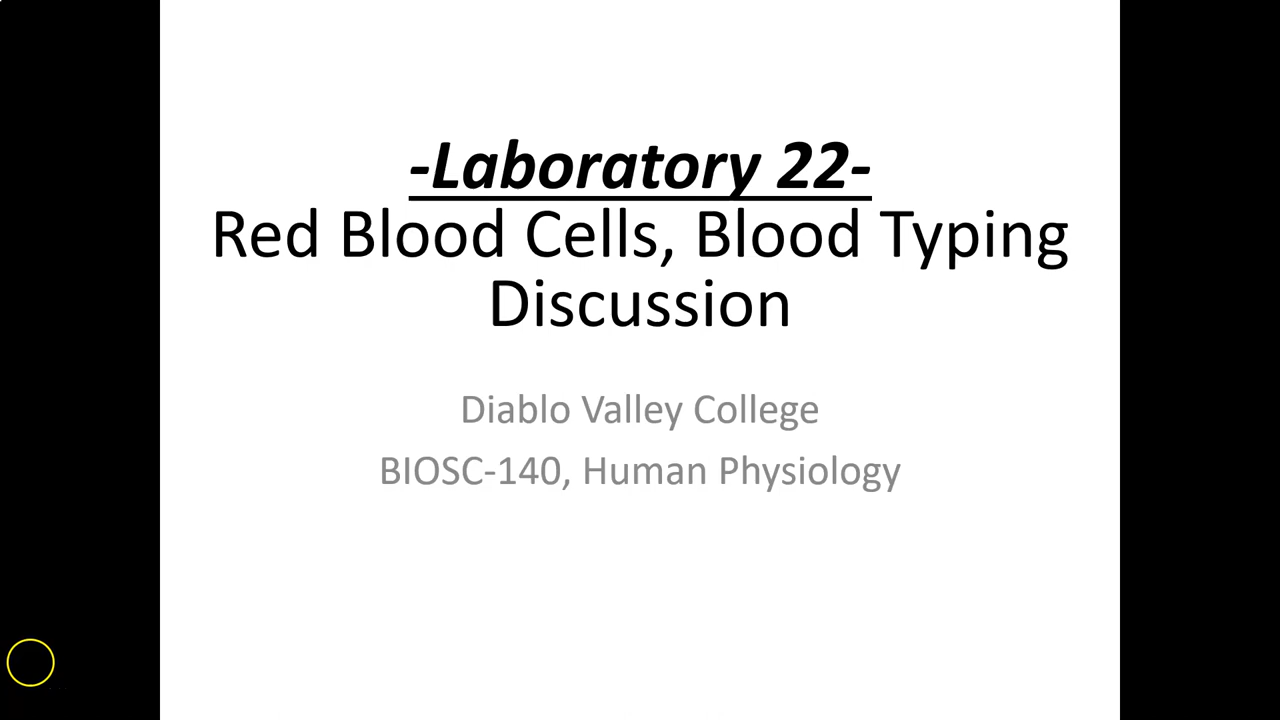 -Laboratory 22-
Red Blood Cells, Blood Typing
Discussion
Diablo Valley College
BIOSC-140, Human Physiology